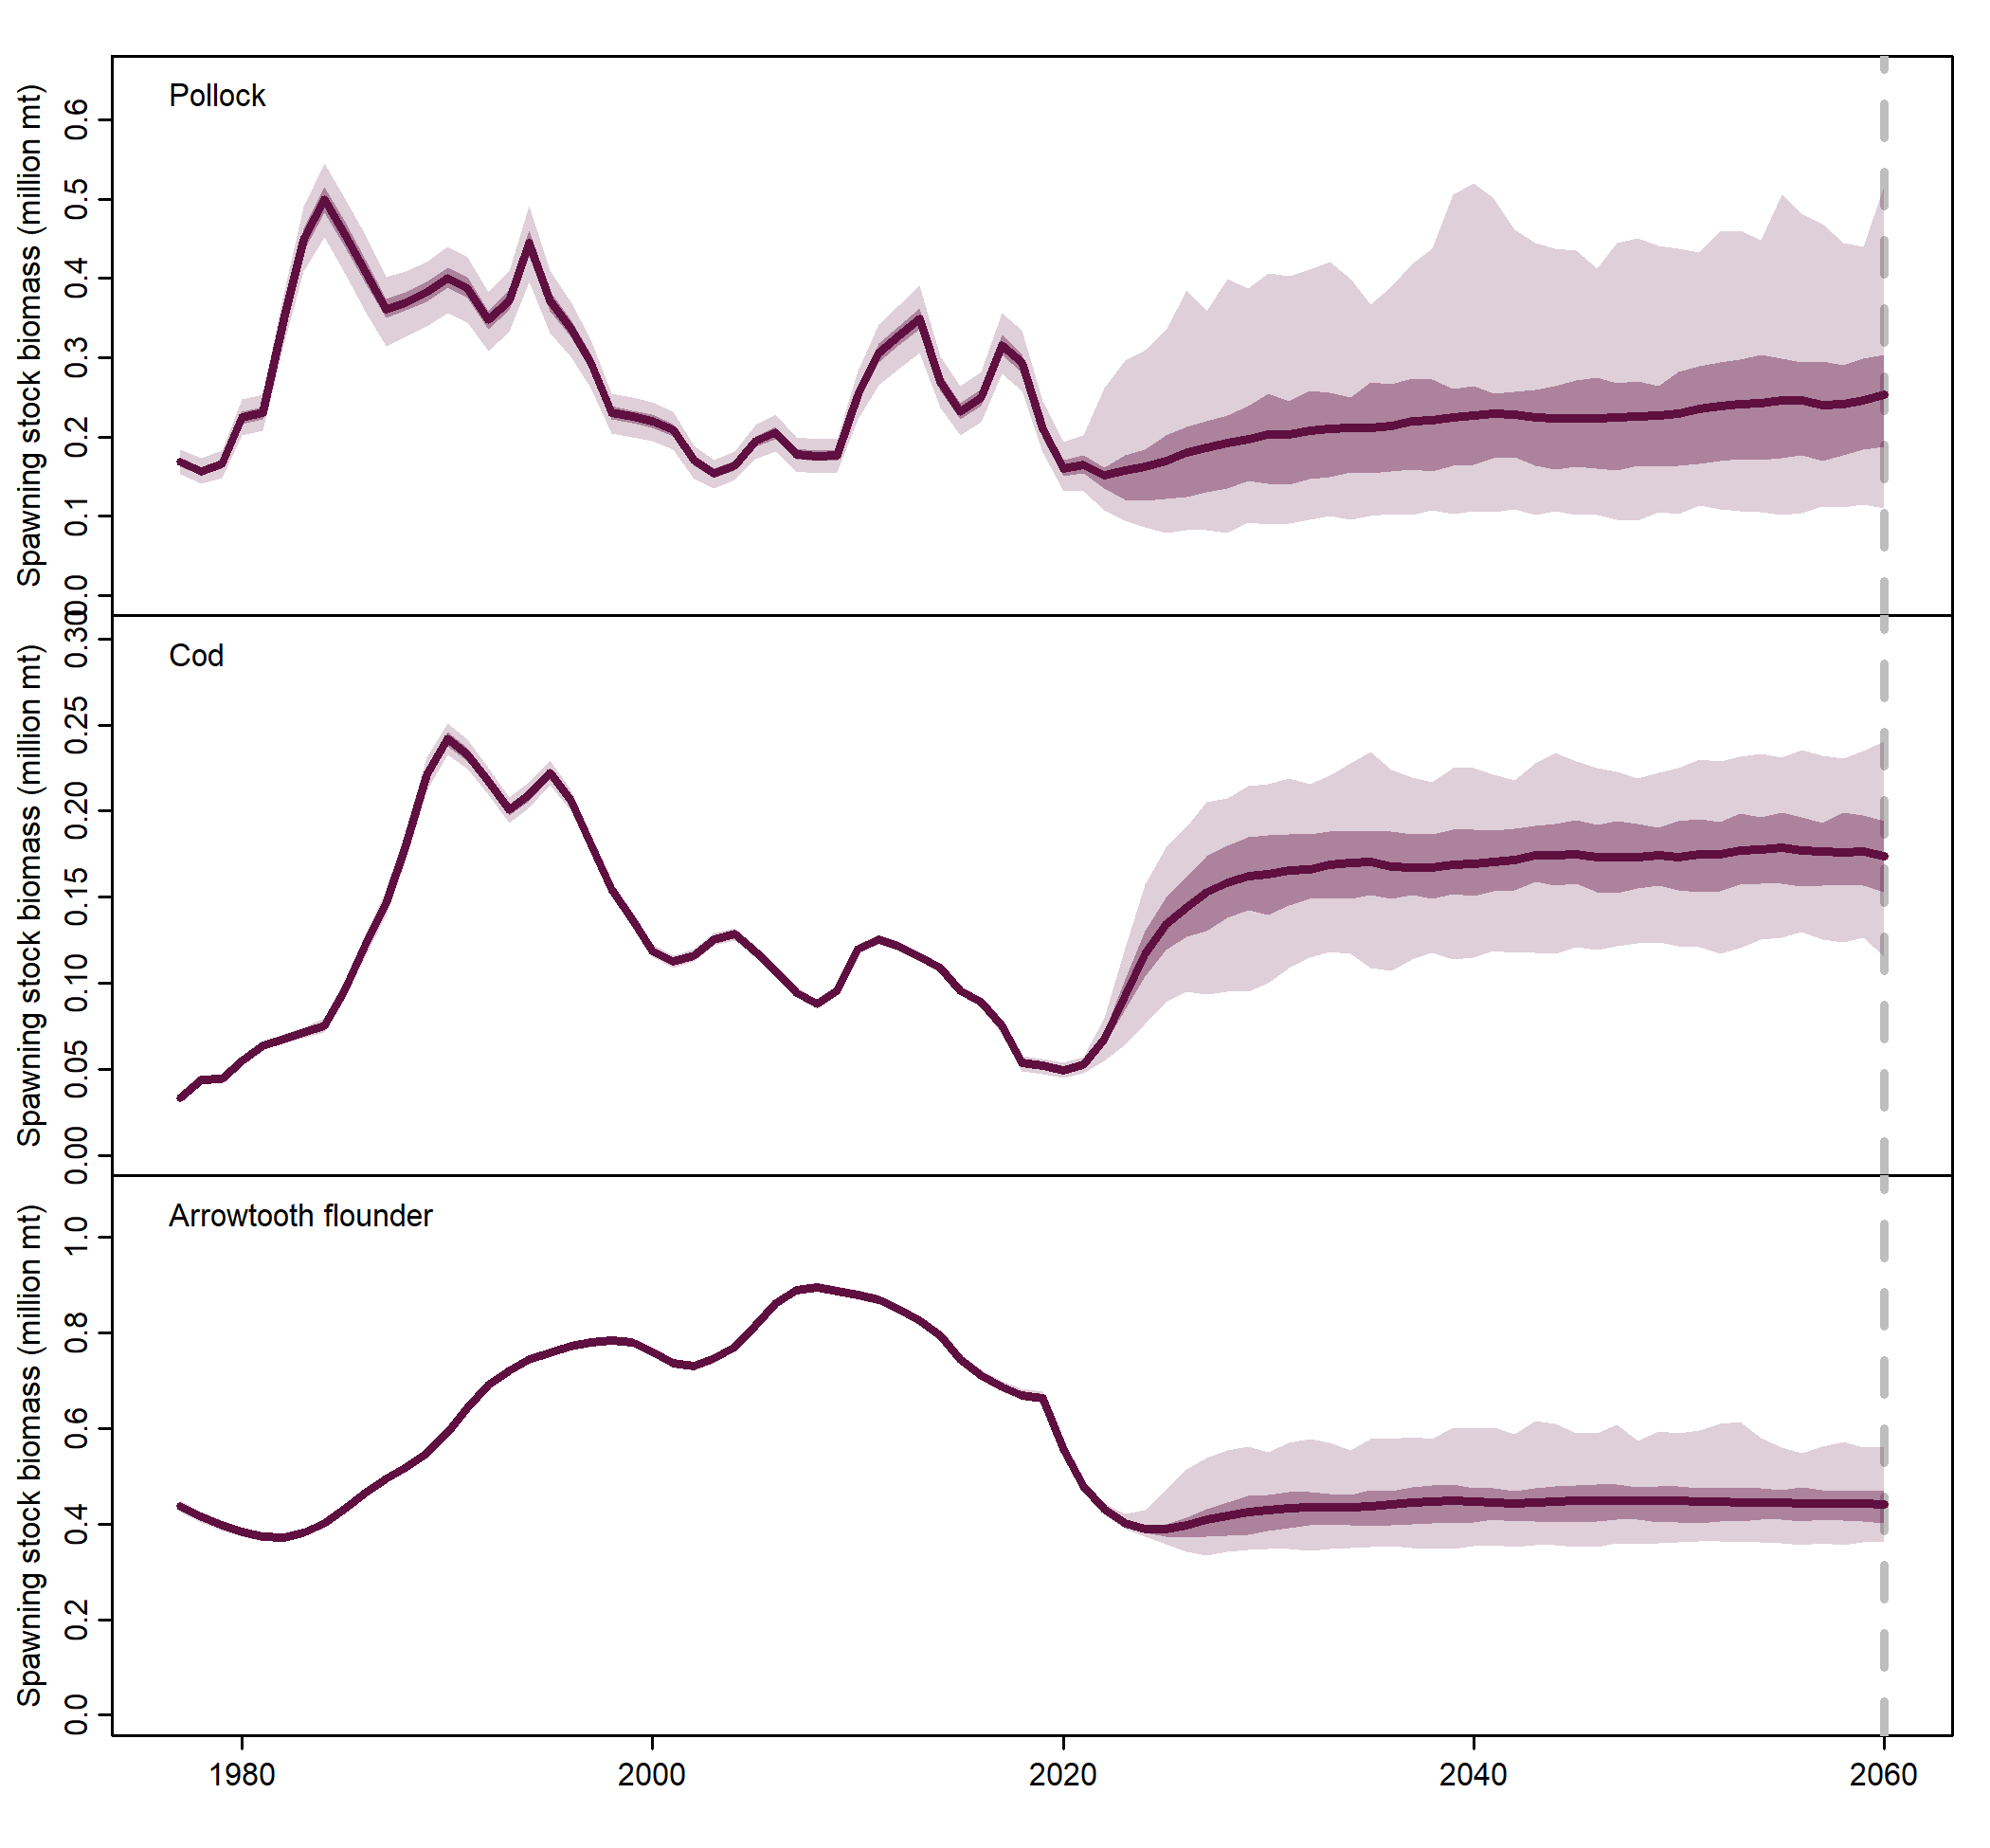 Pollock
Spawning stock biomass (million mt)
0.6
0.5
0.4
0.3
0.2
0.1
0.0
Cod
Spawning stock biomass (million mt)
0.30
0.25
0.20
0.15
0.10
0.05
0.00
Arrowtooth flounder
Spawning stock biomass (million mt)
1.0
0.8
0.6
0.4
0.2
0.0
1980 2000 2020 2040 2060